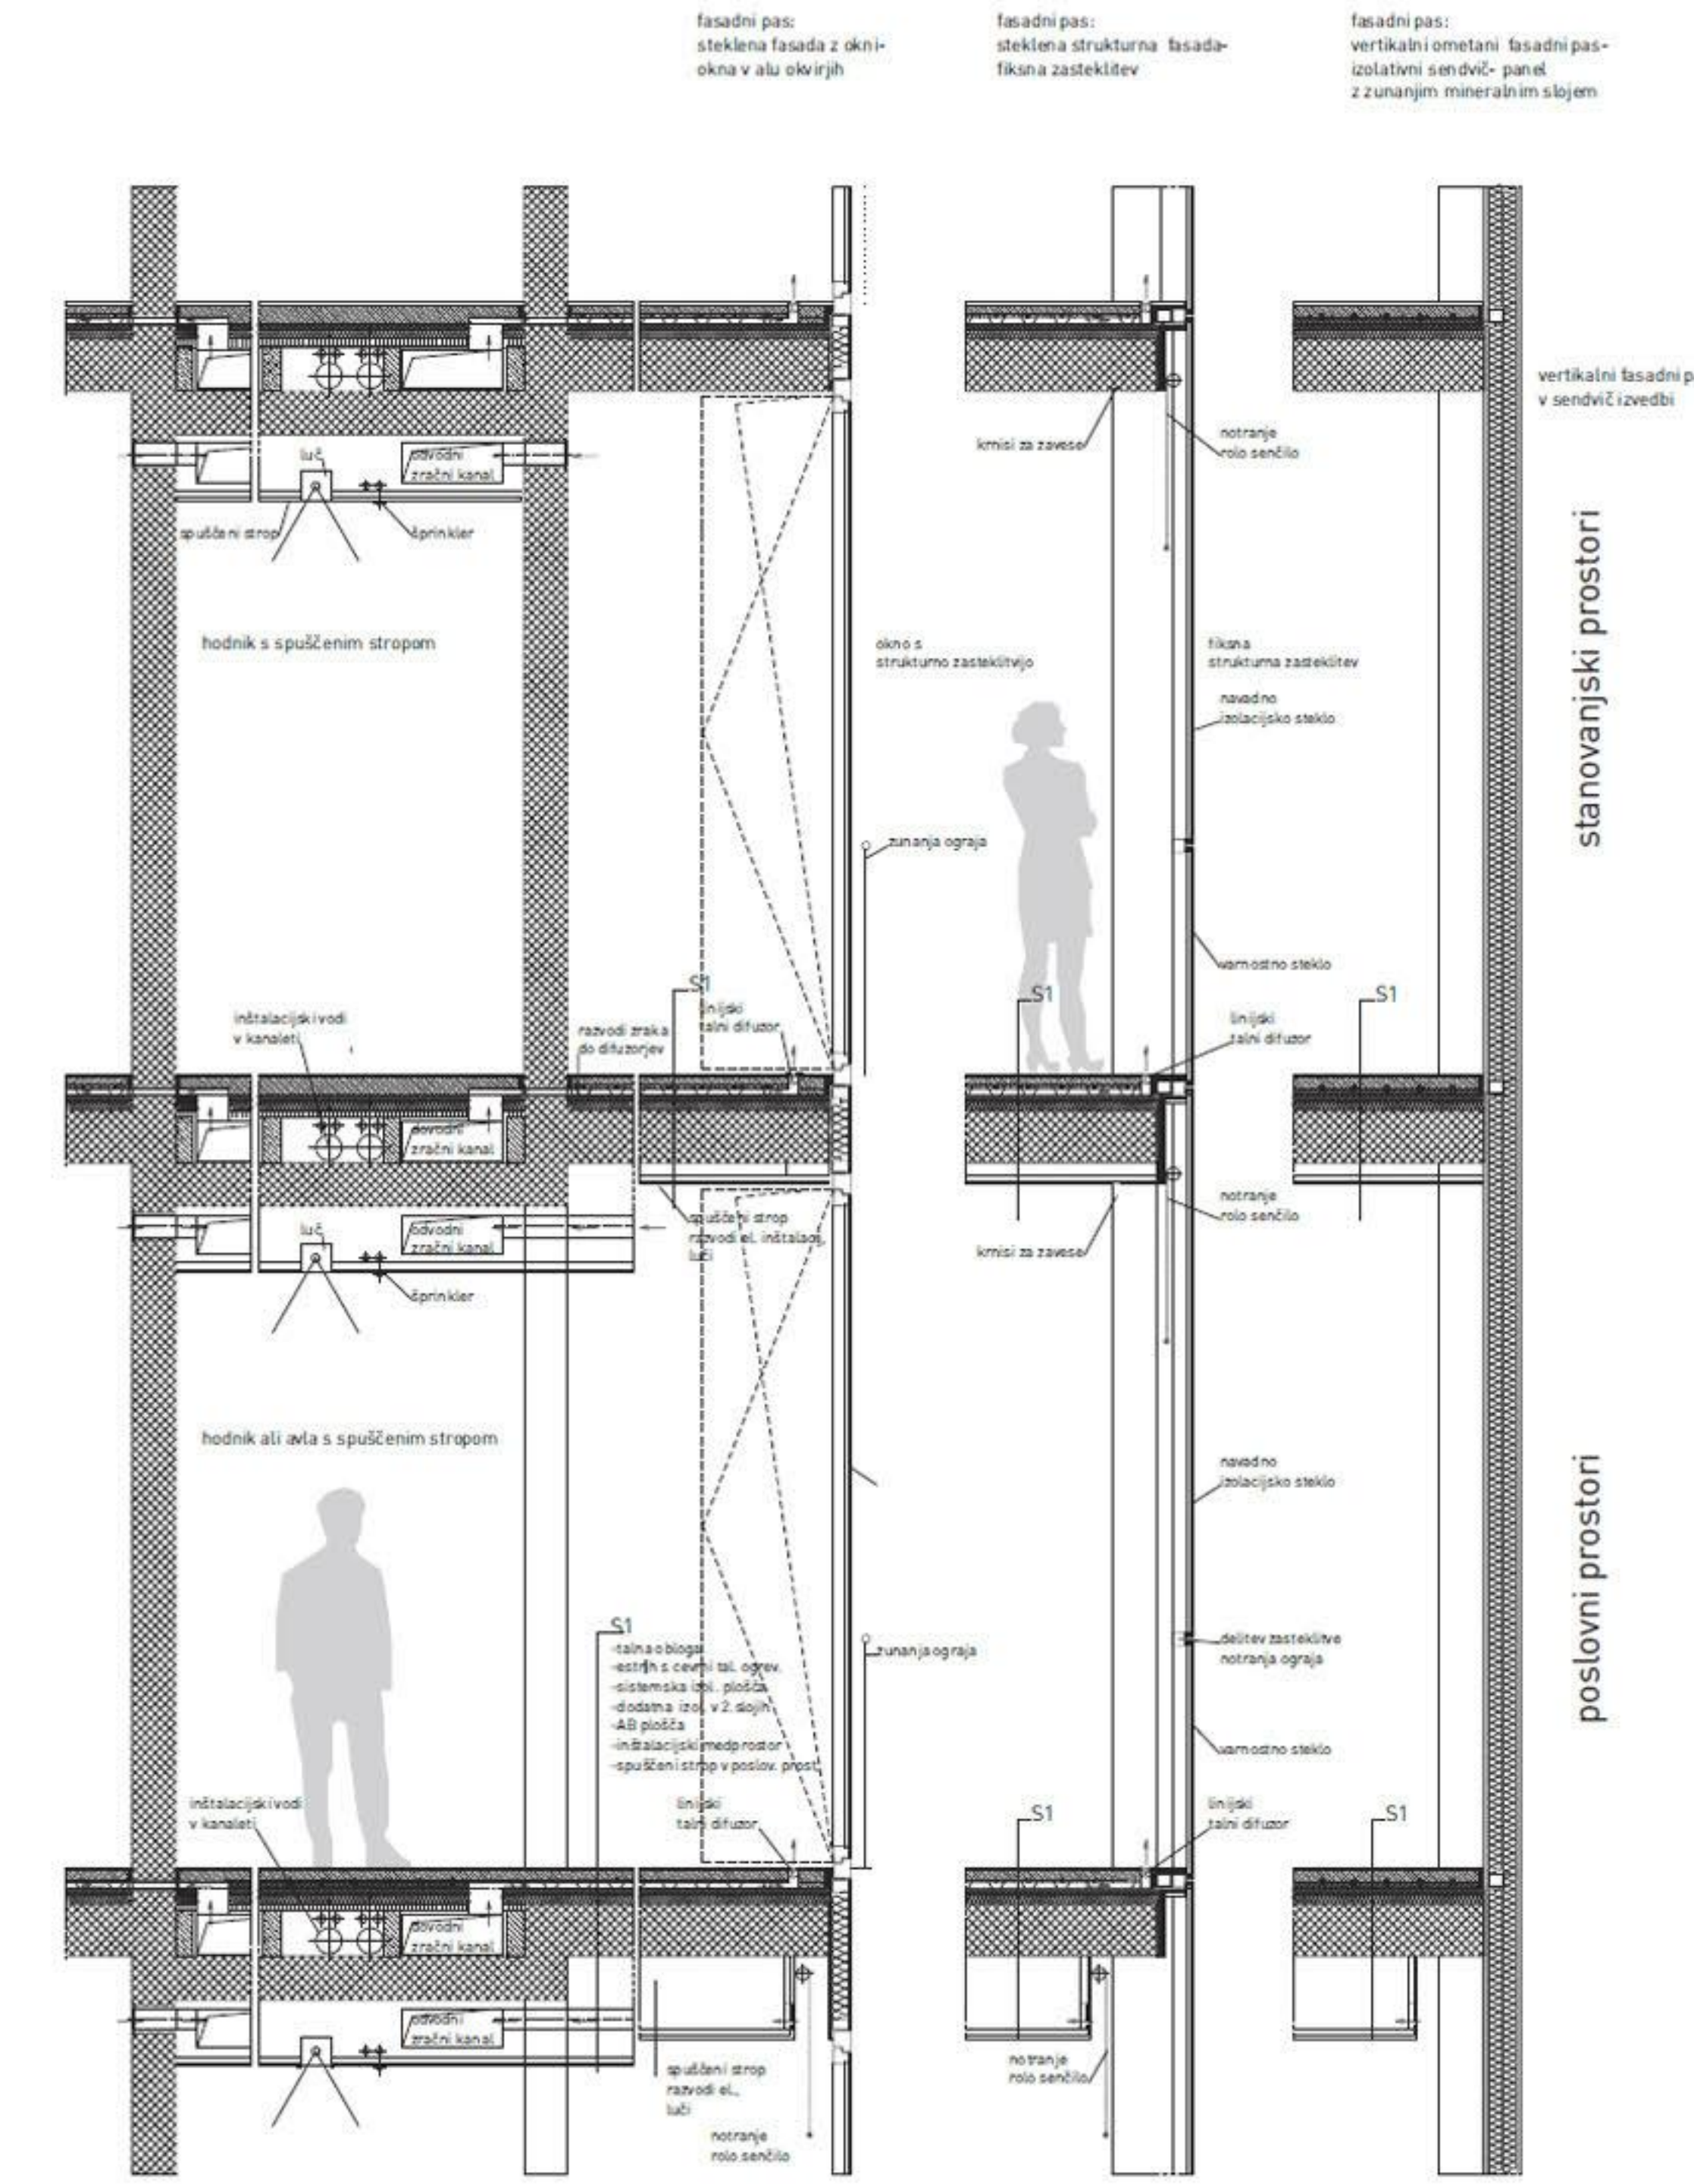 fasadni pas:
steklena fasada z okni-
okna v alu okvirjih
fasadni pas:
steklena strukturna fasada-
fiksna zasteklitev
fasadni pas:
vertikalni ometani fasadni pas-
izolativni sendvič- panel
z zunanjim mineralnim slojem
vertikalni fasadni p
v sendvič izvedbi
luč
odvodni
zračni kanal
spuščeni strop
šprinkler
krnisi za zavese
notranje
rolo senčilo
stanovanjski prostori
hodnik s spuščenim stropom
okno s
strukturno zasteklitvijo
fiksna
strukturna zasteklitev
navadno
izolacijsko steklo
zunanja ograja
varnostno steklo
S1
S1
S1
inštalacijski vodi
v kanaleti
razvodi zraka
do difuzorjev
linijski
talni difuzor
linijski
talni difuzor
dovodni
zračni kanal
luč
odvodni
zračni kanal
šprinkler
spuščeni strop
razvodi el. inštalacij,
luči
krnisi za zavese
notranje
rolo senčilo
hodnik ali avla s spuščenim stropom
navadno
izolacijsko steklo
poslovni prostori
S1
-talna obloga
-estrih s cevmi tal. ogrev.
-sistemska izol. plošča
-dodatna izol. v 2. slojih
-AB plošča
-inštalacijski medprostor
-spuščeni strop v poslov. prost.
zunanja ograja
delitev zasteklitve
notranja ograja
varnostno steklo
inštalacijski vodi
v kanaleti
linijski
talni difuzor
S1
linijski
talni difuzor
S1
dovodni
zračni kanal
odvodni
zračni kanal
spuščeni strop
razvodi el.,
luči
notranje
rolo senčilo
notranje
rolo senčilo